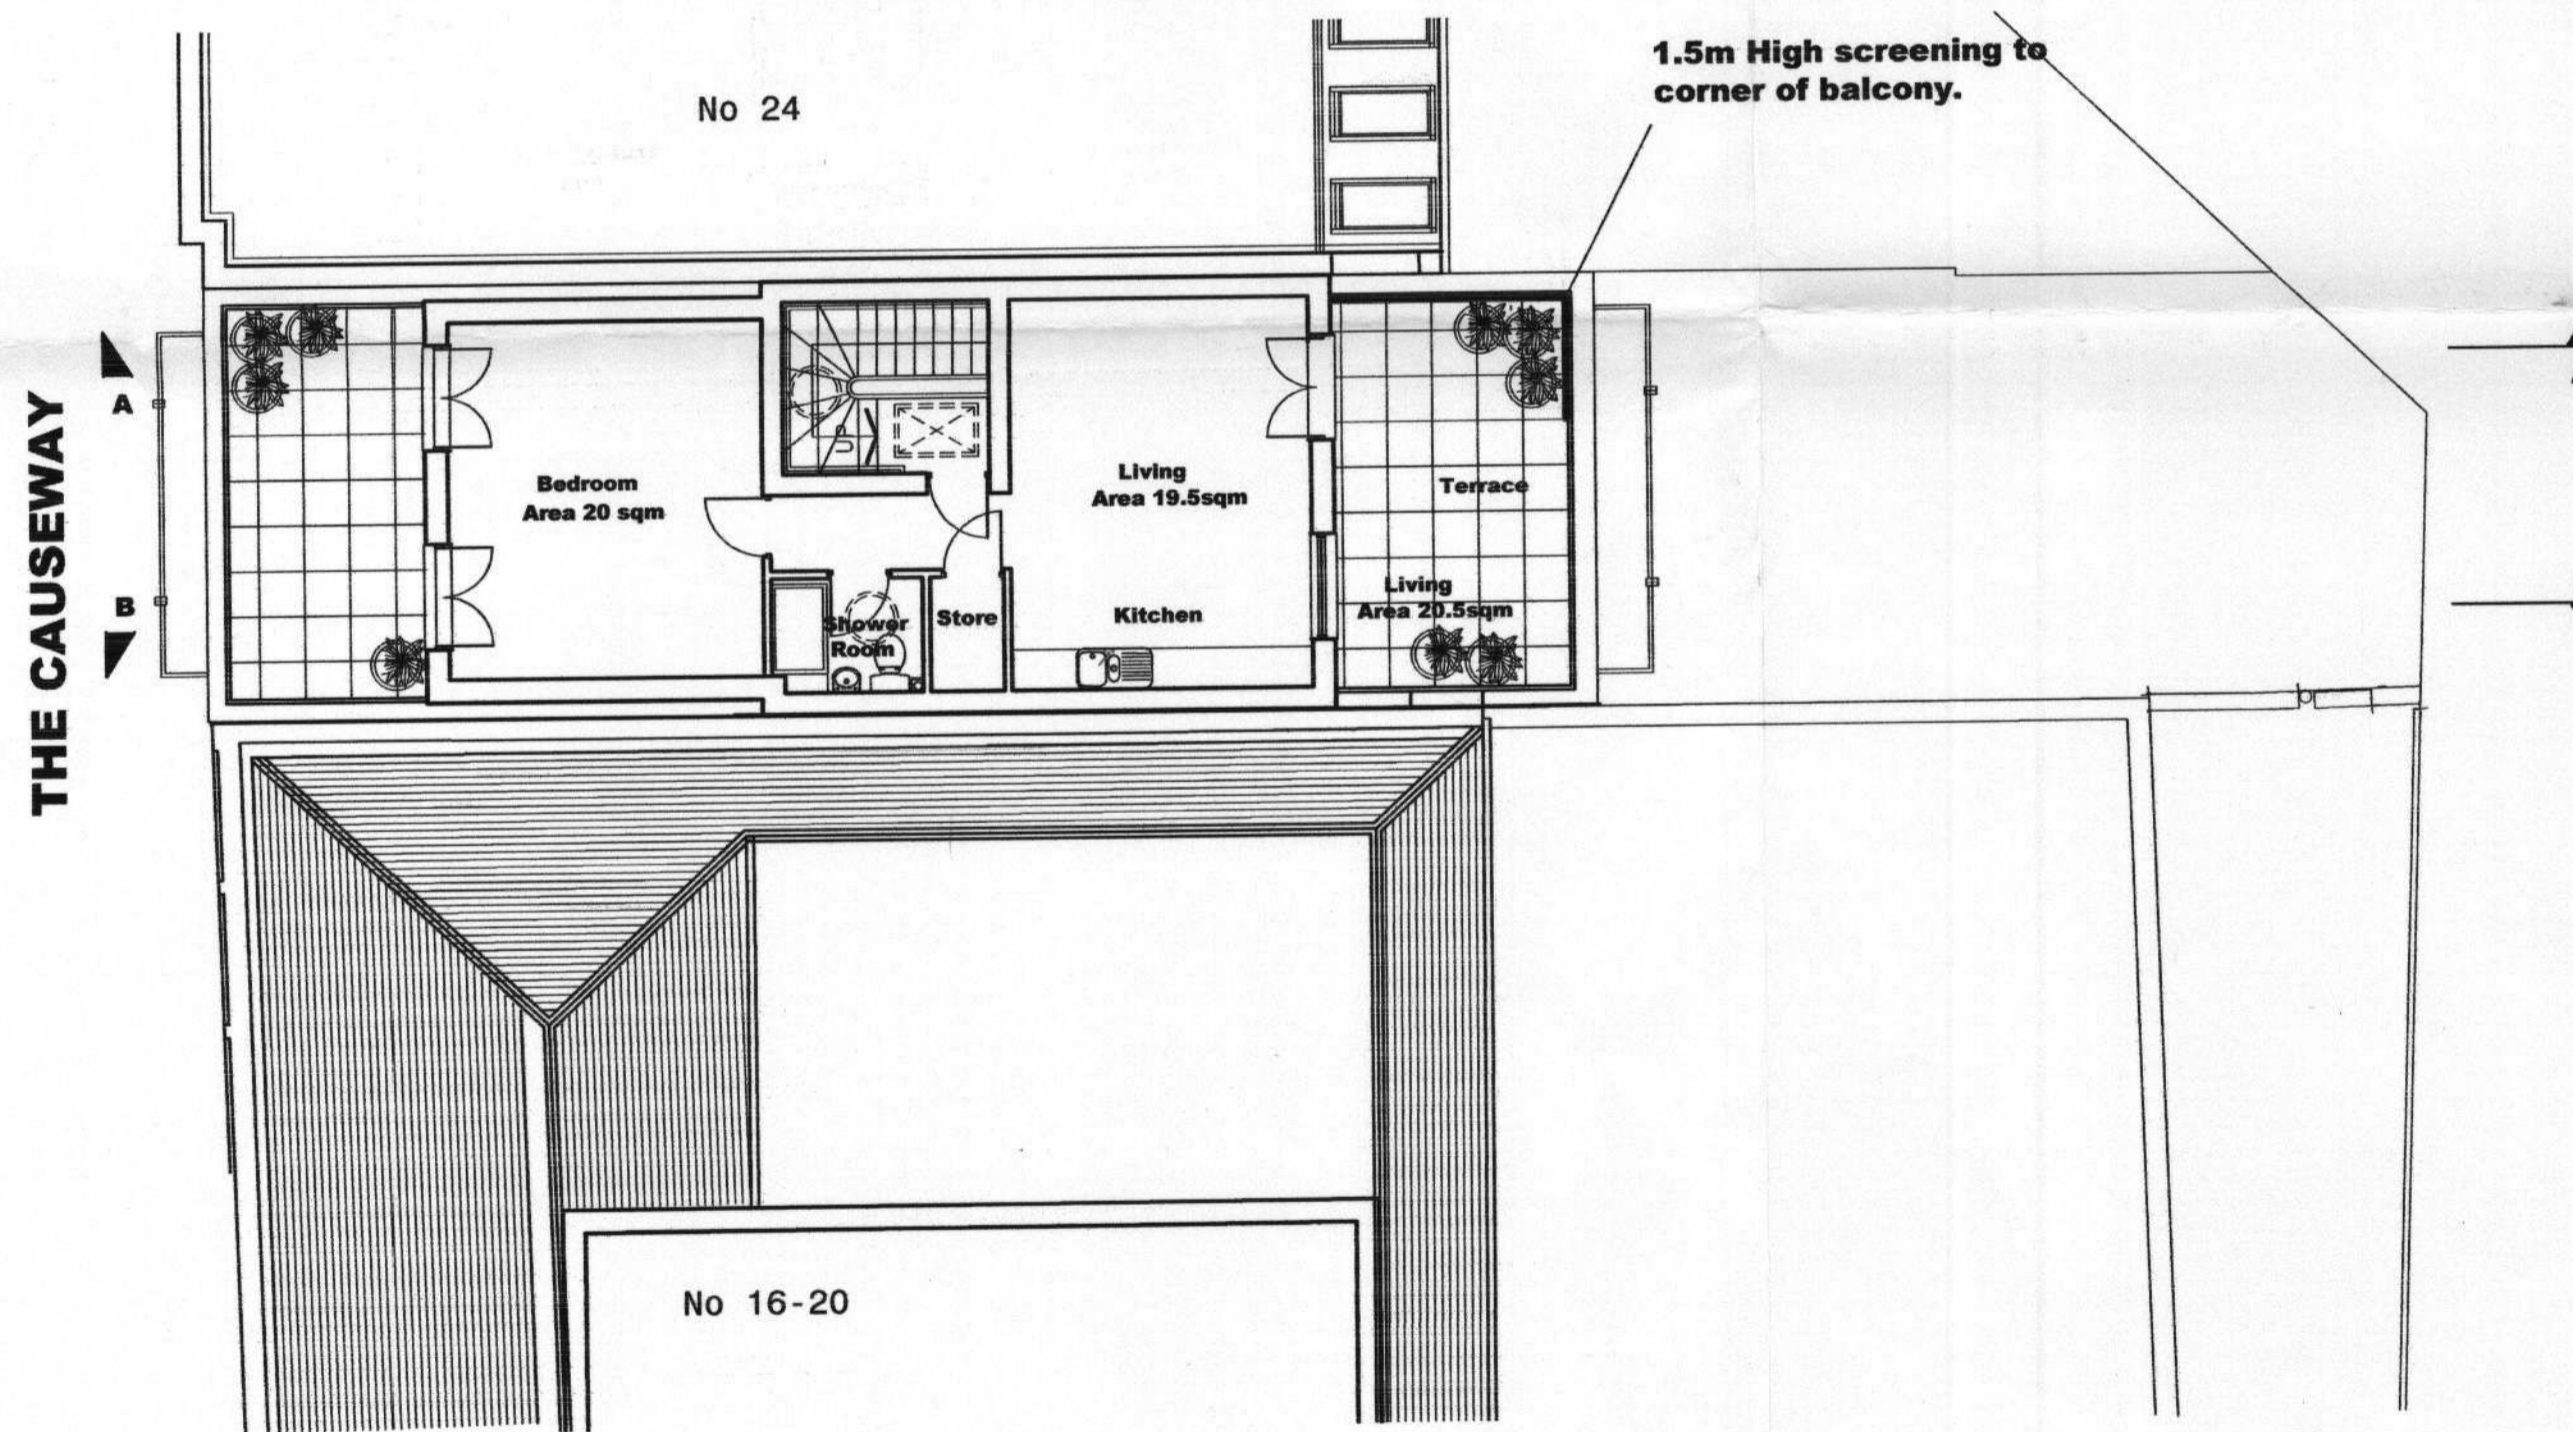 1.5m High screening to
corner of balcony.
No 24
THE CAUSEWAY
A
B
Bedroom
Area 20 sqm
Living
Area 19.5sqm
Terrace
Living
Area 20.5sqm
Shower
Room
Store
Kitchen
No 16-20